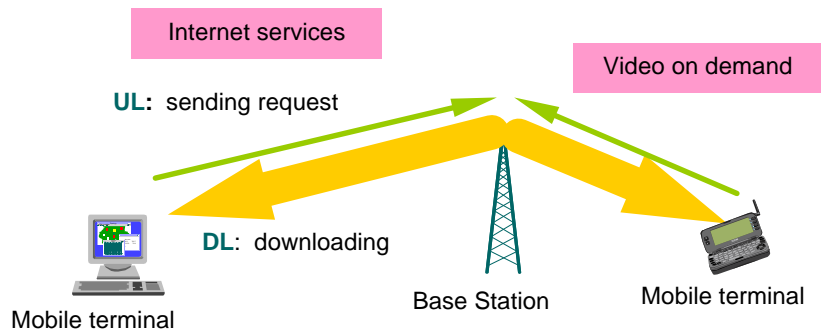 Internet services
Video on demand
UL: sending request
DL: downloading
Base Station
Mobile terminal
Mobile terminal